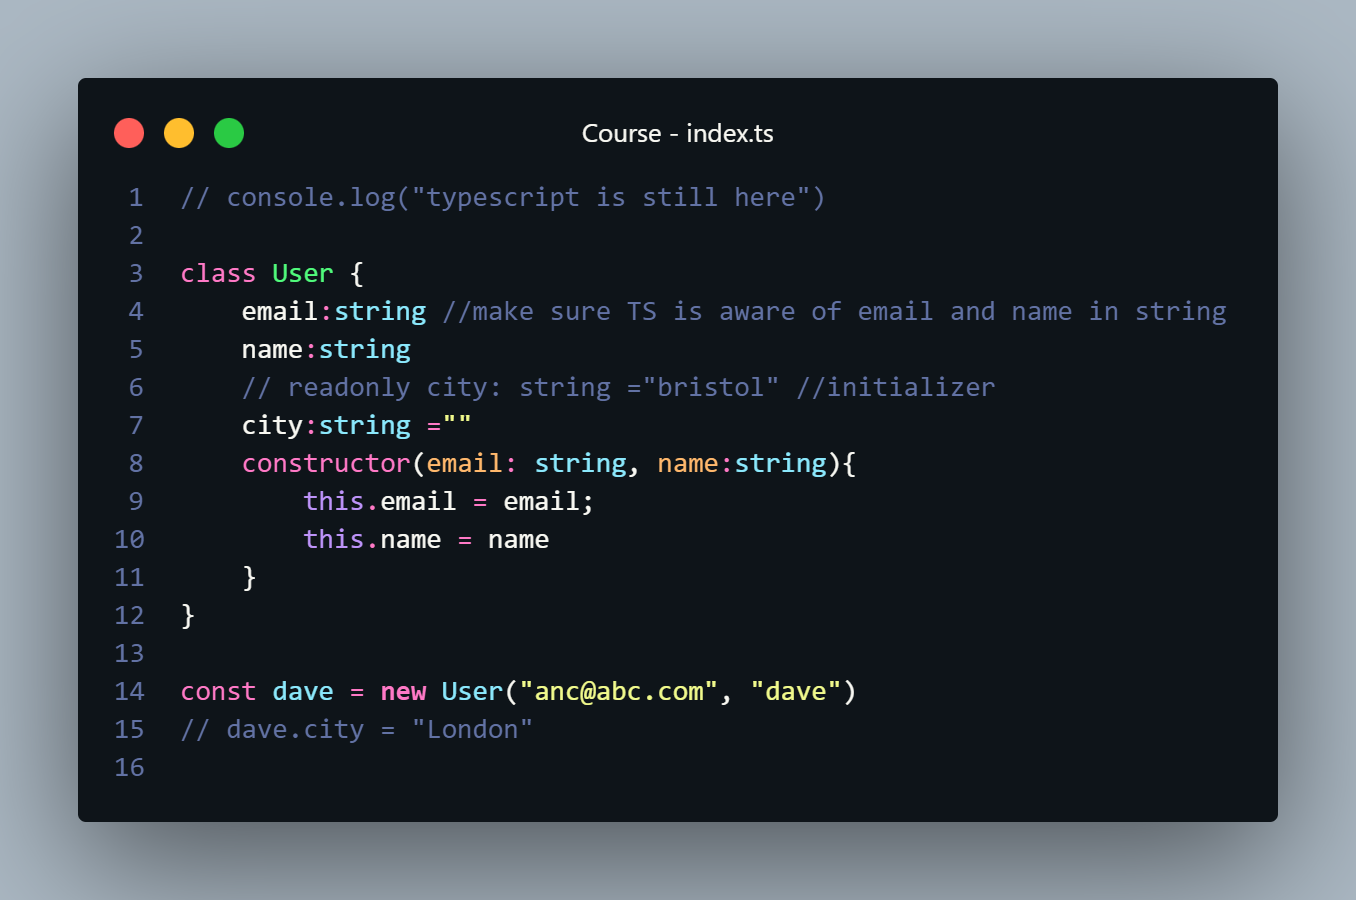 Course - index.ts
1 // console.log("typescript is still here")
2
3 class User {
4     email:string //make sure TS is aware of email and name in string
5     name:string
6     // readonly city: string ="bristol" //initializer
7     city:string =""
8     constructor(email: string, name:string){
9         this.email = email;
10         this.name = name
11     }
12 }
13
14 const dave = new User("anc@abc.com", "dave")
15 // dave.city = "London"
16